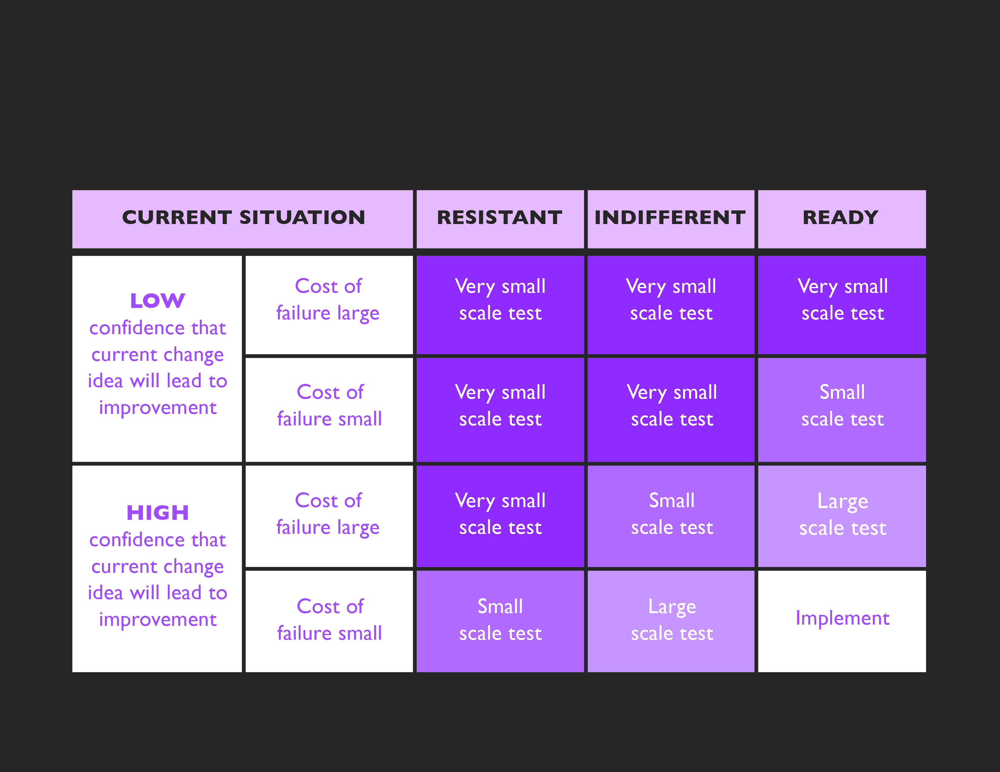 CURRENT SITUATION
RESISTANT
INDIFFERENT
READY
LOW
confidence that
current change
idea will lead to
improvement
Cost of
failure large
Very small
scale test
Very small
scale test
Very small
scale test
Cost of
failure small
Very small
scale test
Very small
scale test
Small
scale test
HIGH
confidence that
current change
idea will lead to
improvement
Cost of
failure large
Very small
scale test
Small
scale test
Large
scale test
Cost of
failure small
Small
scale test
Large
scale test
Implement